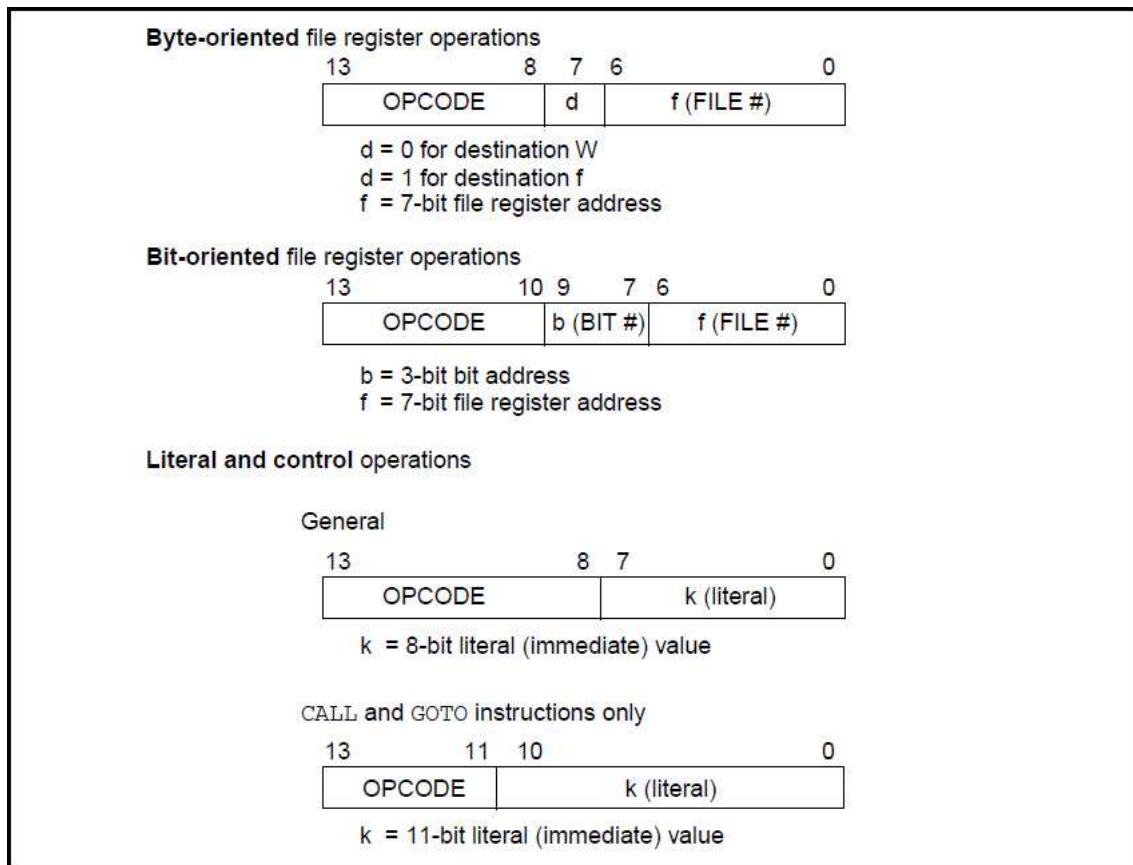 Byte-oriented file register operations
13 8 7 6 0
OPCODE d f (FILE #)
d = 0 for destination W
d = 1 for destination f
f = 7-bit file register address
Bit-oriented file register operations
13 10 9 7 6 0
OPCODE b (BIT #) f (FILE #)
b = 3-bit bit address
f = 7-bit file register address
Literal and control operations
General
13 8 7 0
OPCODE k (literal)
k = 8-bit literal (immediate) value
CALL and GOTO instructions only
13 11 10 0
OPCODE k (literal)
k = 11-bit literal (immediate) value